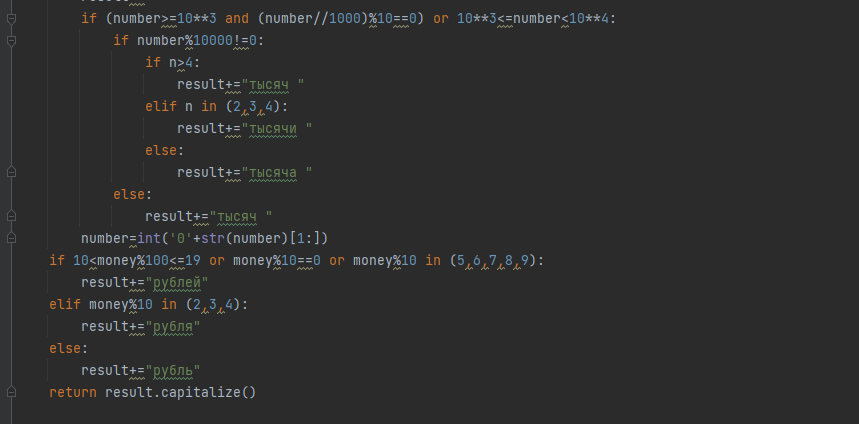 if (number>=10**3 and (number//1000)%10==0) or 10**3<=number<10**4:
if number%10000!=0:
if n>4:
result+="тысяч "
elif n in (2,3,4):
result+="тысячи "
else:
result+="тысяча "
else:
result+="тысяч "
number=int('0'+str(number)[1:])
if 10<money%100<=19 or money%10==0 or money%10 in (5,6,7,8,9):
result+="рублей"
elif money%10 in (2,3,4):
result+="рубля"
else:
result+="рубль"
return result.capitalize()